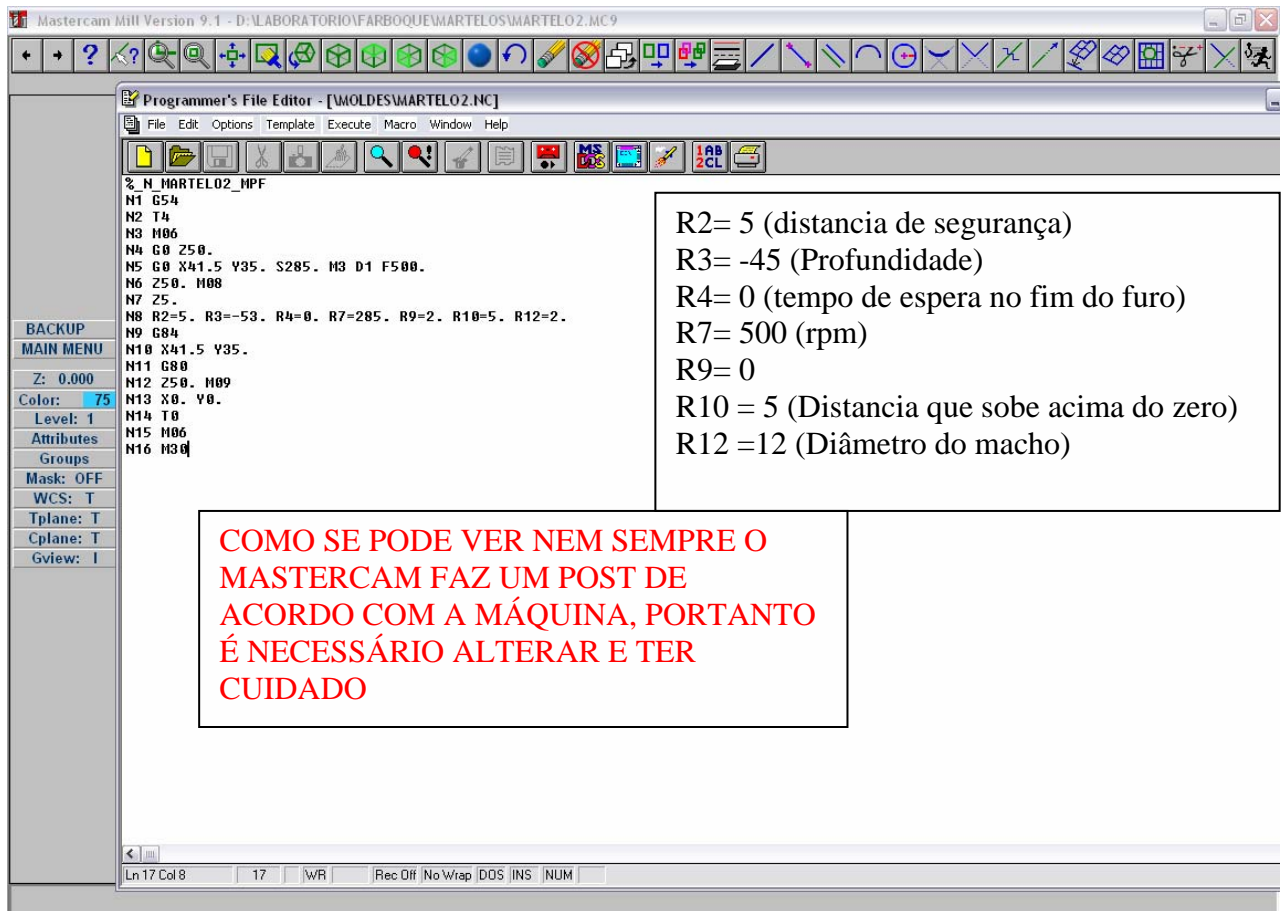 Mastercam Mill Version 9.1 - D:\LABORATORIO\FARBOQUE\MARTELOS\MARTELO2.MC9
Programmer's File Editor - [\MOLDES\MARTELO2.NC]
File Edit Options Template Execute Macro Window Help
MS DOS
1AB
2CL
%_N_MARTELO2_MPF
N1 G54
N2 T4
N3 M06
N4 G0 Z50.
N5 G0 X41.5 Y35. S285. M3 D1 F500.
N6 Z50. M08
N7 Z5.
N8 R2=5. R3=-53. R4=0. R7=285. R9=2. R10=5. R12=2.
N9 G84
N10 X41.5 Y35.
N11 G80
N12 Z50. M09
N13 X0. Y0.
N14 T0
N15 M06
N16 M30
R2= 5 (distancia de segurança)
R3= -45 (Profundidade)
R4= 0 (tempo de espera no fim do furo)
R7= 500 (rpm)
R9= 0
R10 = 5 (Distancia que sobe acima do zero)
R12 =12 (Diâmetro do macho)
BACKUP
MAIN MENU
Z: 0.000
Color: 75
Level: 1
Attributes
Groups
Mask: OFF
WCS: T
Tplane: T
Cplane: T
Gview: I
COMO SE PODE VER NEM SEMPRE O
MASTERCAM FAZ UM POST DE
ACORDO COM A MÁQUINA, PORTANTO
É NECESSÁRIO ALTERAR E TER
CUIDADO
Ln 17 Col 8 17 WR Rec Off No Wrap DOS INS NUM